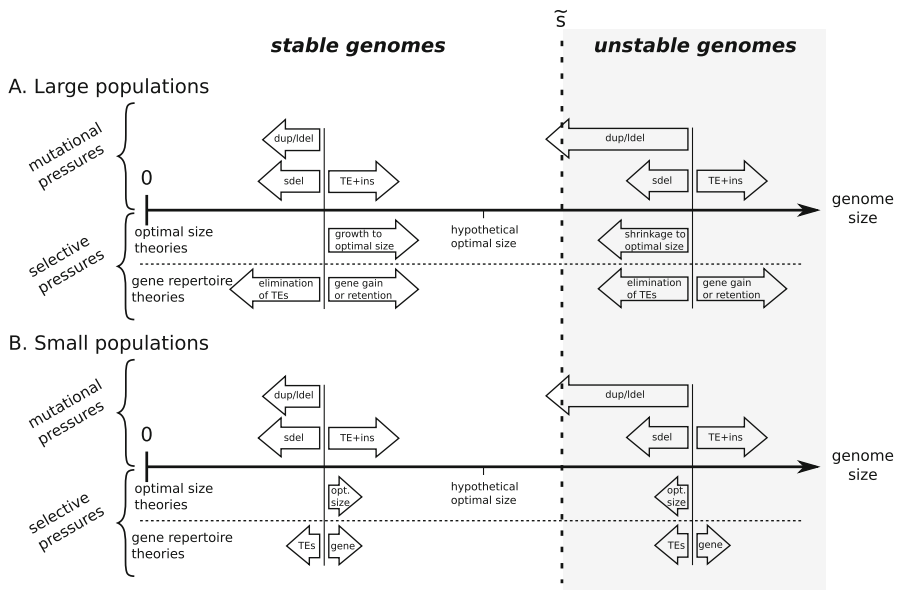 s̃
stable genomes
unstable genomes
A. Large populations
mutational
pressures
dup/ldel
dup/ldel
sdel
TE+ins
sdel
TE+ins
0
genome
size
selective
pressures
optimal size
theories
growth to
optimal size
hypothetical
optimal size
shrinkage to
optimal size
gene repertoire
theories
elimination
of TEs
gene gain
or retention
elimination
of TEs
gene gain
or retention
B. Small populations
mutational
pressures
dup/ldel
dup/ldel
sdel
TE+ins
sdel
TE+ins
0
genome
size
selective
pressures
optimal size
theories
opt.
size
hypothetical
optimal size
opt.
size
gene repertoire
theories
TEs
gene
TEs
gene